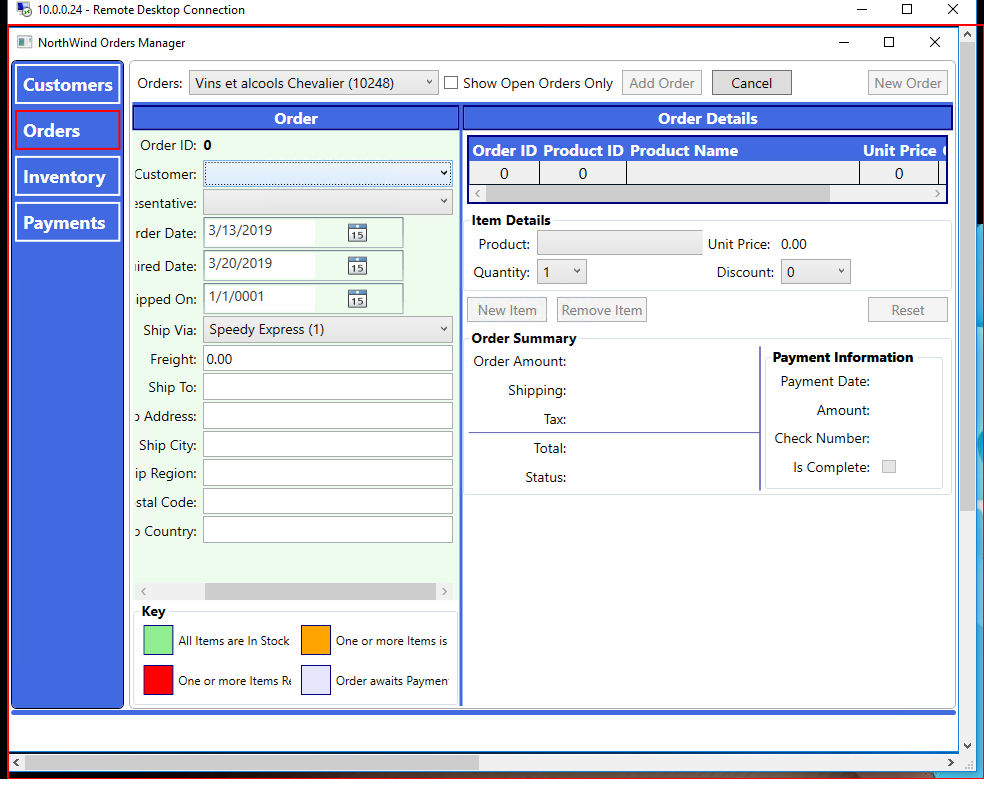 10.0.0.24 - Remote Desktop Connection
NorthWind Orders Manager
Customers
Orders
Inventory
Payments
Orders: Vins et alcools Chevalier (10248) Show Open Orders Only Add Order Cancel New Order
Order
Order ID: 0
Customer:
esentative:
rder Date: 3/13/2019 15
iired Date: 3/20/2019 15
ipped On: 1/1/0001 15
Ship Via: Speedy Express (1)
Freight: 0.00
Ship To:
Address:
Ship City:
ip Region:
stal Code:
Country:
Key
All Items are In Stock One or more Items is
One or more Items Re Order awaits Paymen
Order Details
Order ID Product ID Product Name Unit Price
0 0 0
Item Details
Product: Unit Price: 0.00
Quantity: 1 Discount: 0
New Item Remove Item Reset
Order Summary
Order Amount:
Shipping:
Tax:
Total:
Status:
Payment Information
Payment Date:
Amount:
Check Number:
Is Complete: